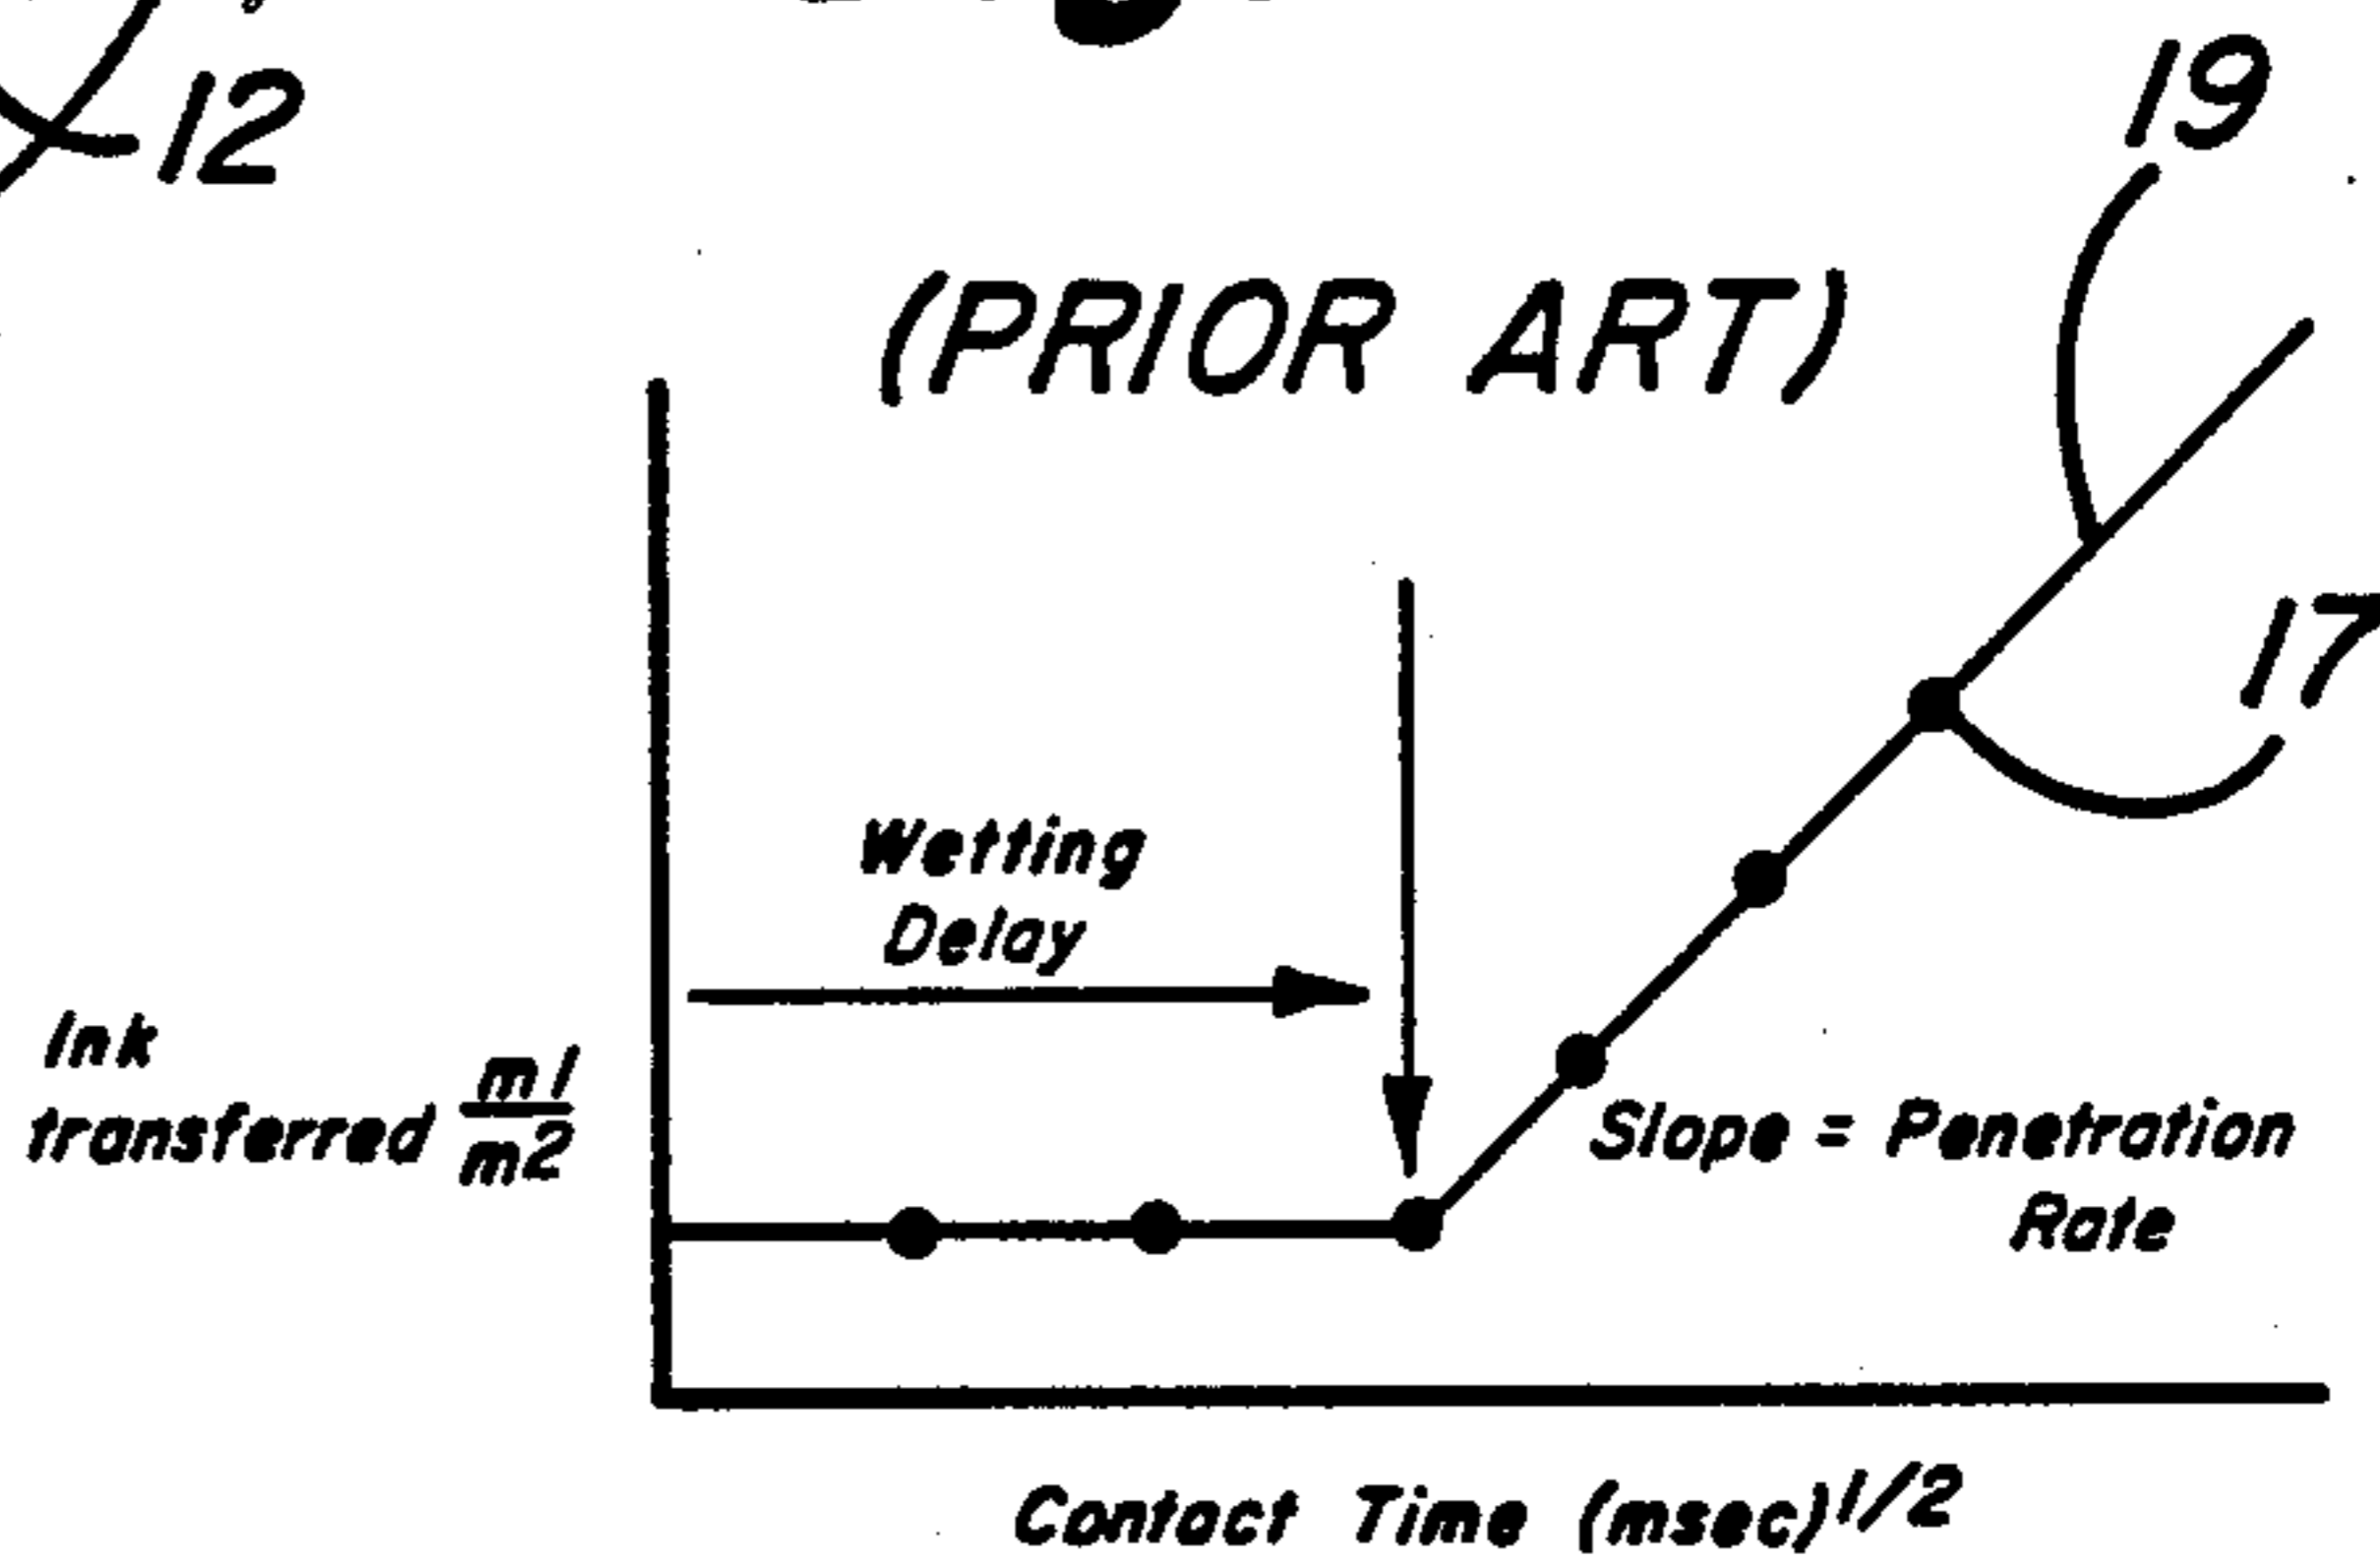 12
19
(PRIOR ART)
17
Wetting
Delay
Ink
transferred ml/m2
Slope = Penetration
Rate
Contact Time (msec)1/2